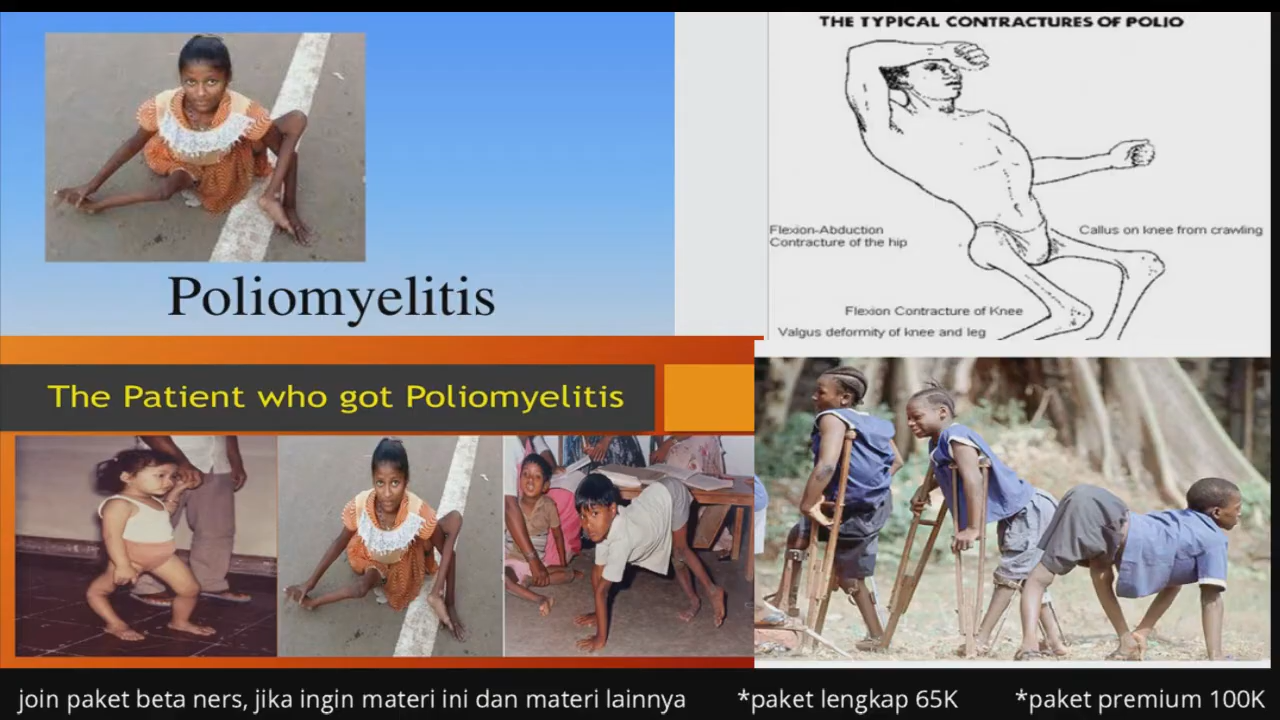 THE TYPICAL CONTRACTURES OF POLIO
Flexion-Abduction
Contracture of the hip
Callus on knee from crawling
Flexion Contracture of Knee
Valgus deformity of knee and leg
Poliomyelitis
The Patient who got Poliomyelitis
join paket beta ners, jika ingin materi ini dan materi lainnya
*paket lengkap 65K
*paket premium 100K